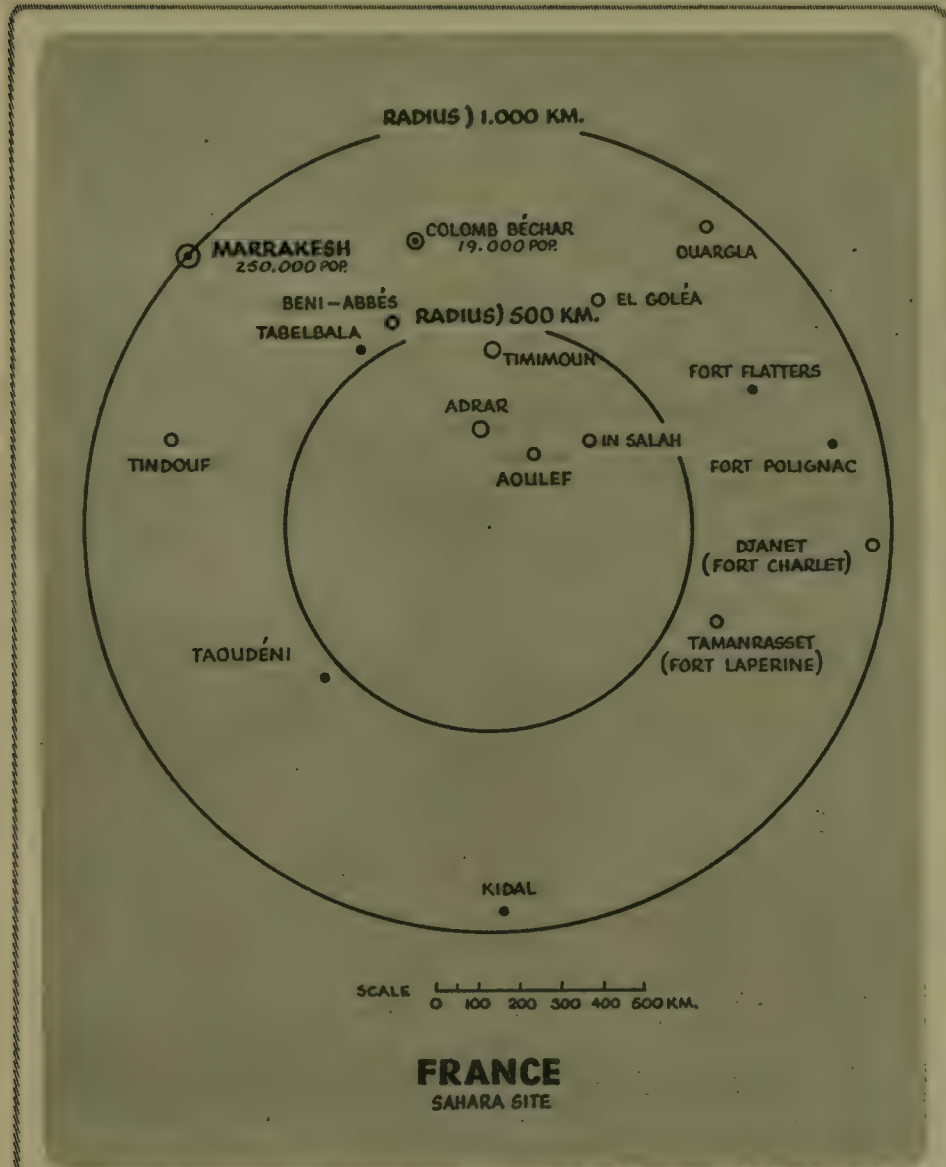 RADIUS) 1.000 KM.
COLOMB BÉCHAR
19.000 POP.
OUARGLA
MARRAKESH
250.000 POP.
BENI-ABBÉS
EL GOLÉA
RADIUS) 500 KM.
TABELBALA
TIMIMOUN
FORT FLATTERS
ADRAR
IN SALAH
TINDOUF
AOULEF
FORT POLIGNAC
DJANET
(FORT CHARLET)
TAOUDÉNI
TAMANRASSET
(FORT LAPERINE)
KIDAL
SCALE
0 100 200 300 400 500 KM.
FRANCE
SAHARA SITE